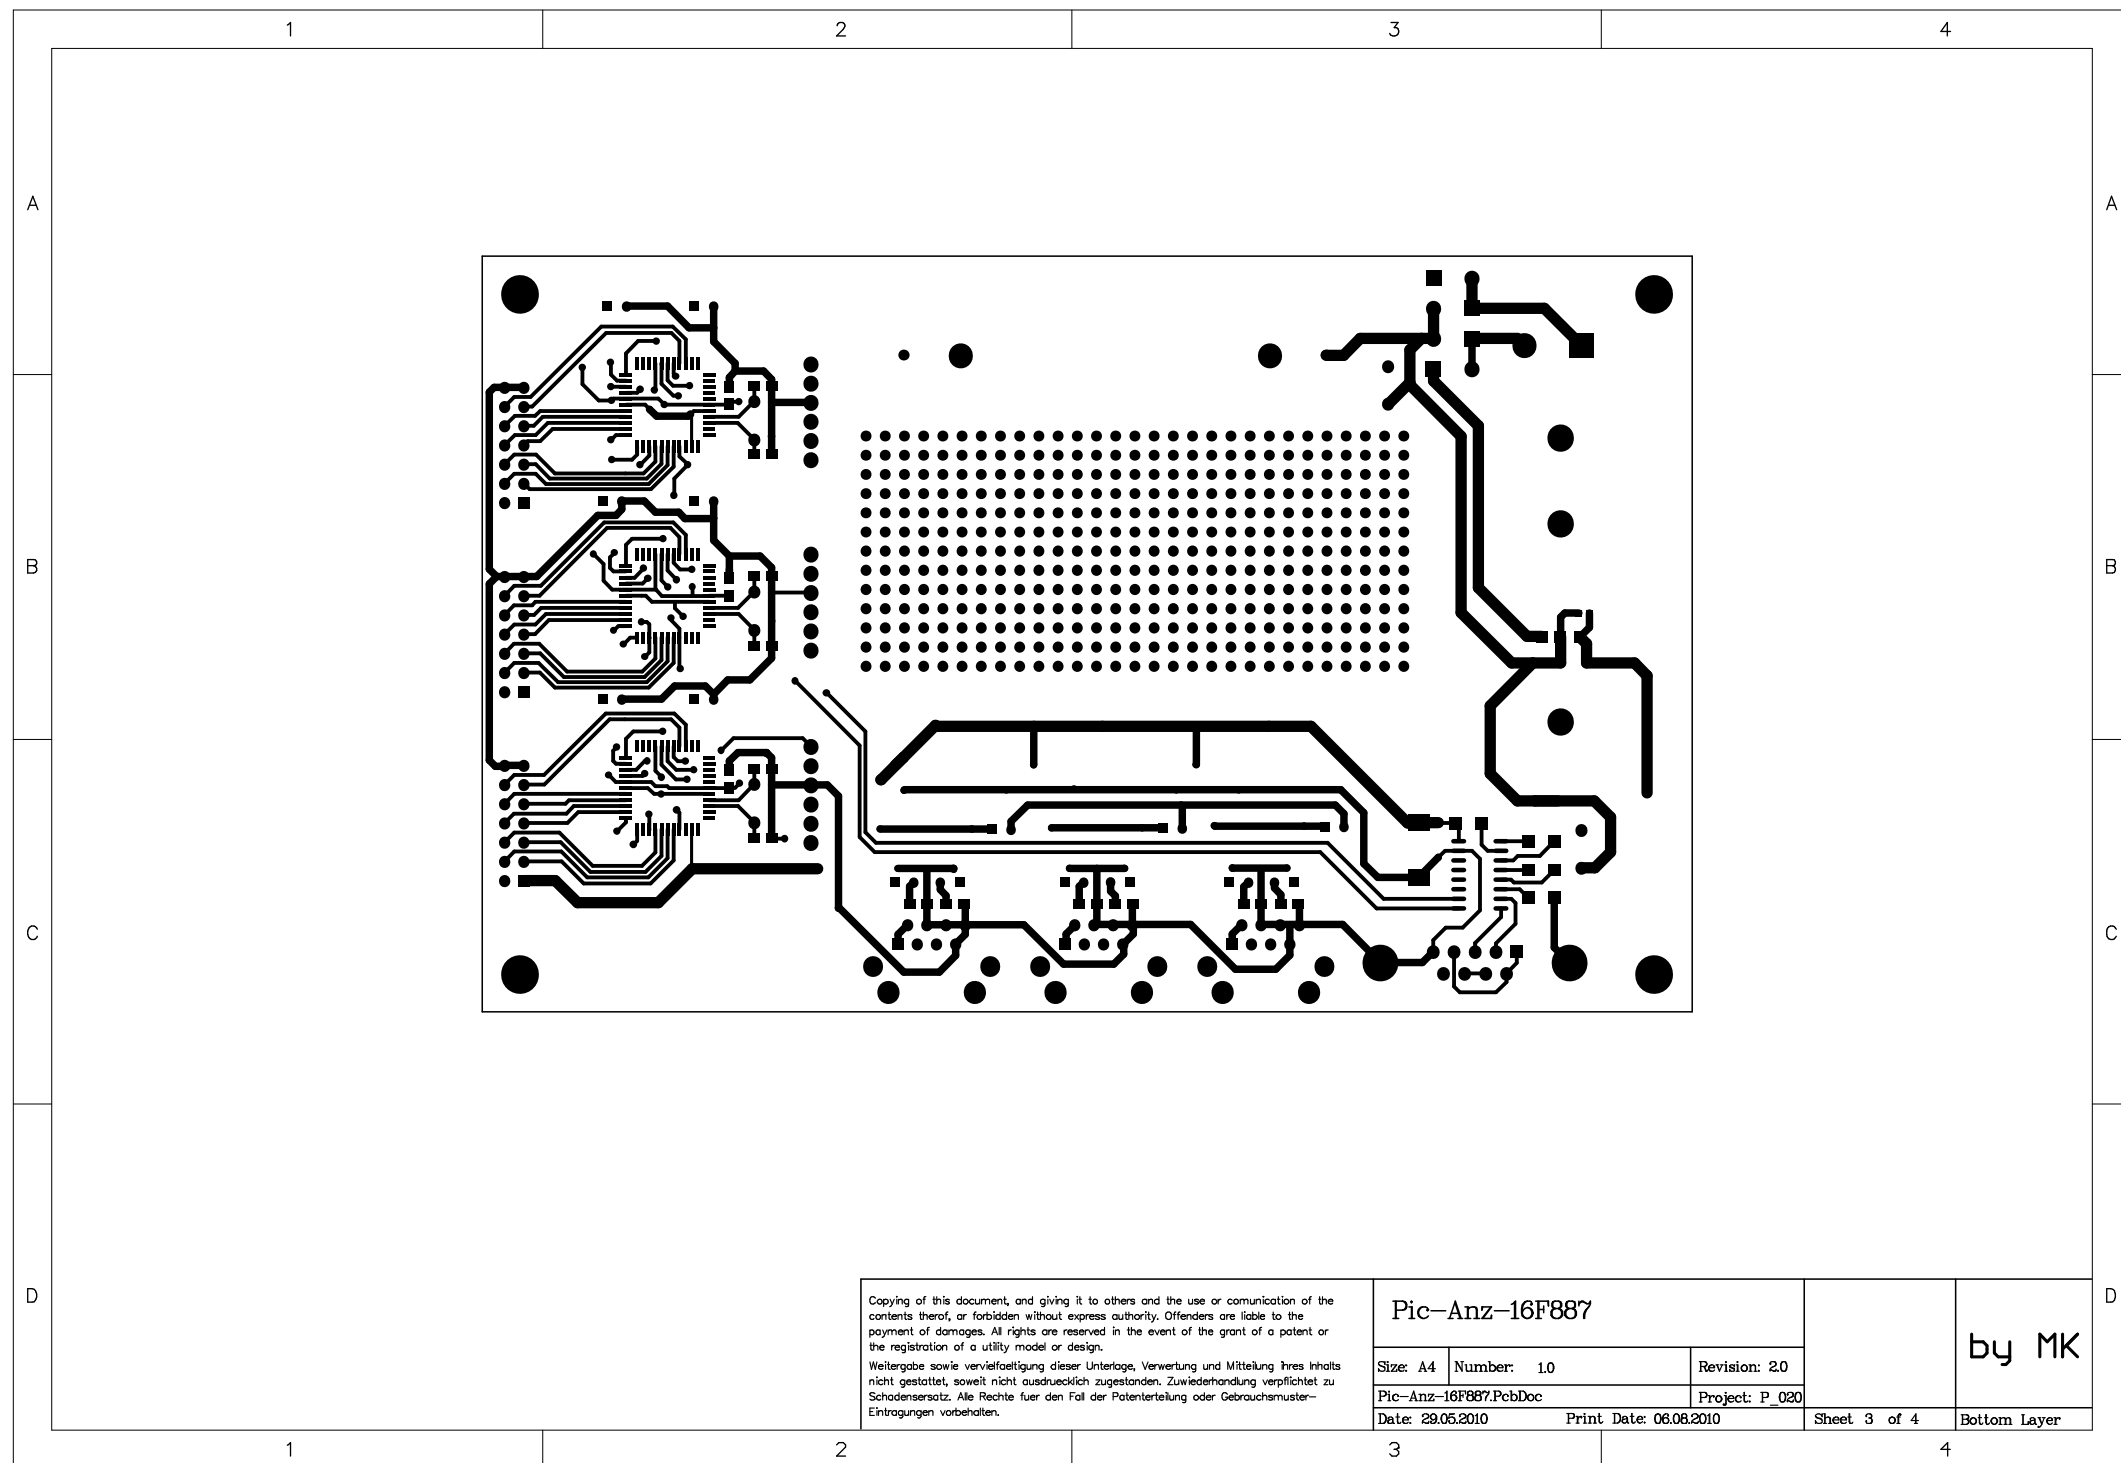 1 2 3 4
A A
B B
C C
D D
Copying of this document, and giving it to others and the use or comunication of the
contents therof, ar forbidden without express authority. Offenders are liable to the
payment of damages. All rights are reserved in the event of the grant of a patent or
the registration of a utility model or design.
Weitergabe sowie vervielfaeltigung dieser Unterlage, Verwertung und Mitteilung ihres Inhalts
nicht gestattet, soweit nicht ausdruecklich zugestanden. Zuwiederhandlung verpflichtet zu
Schadensersatz. Alle Rechte fuer den Fall der Patenterteilung oder Gebrauchsmuster-
Eintragungen vorbehalten.
Pic-Anz-16F887
Size: A4 Number: 1.0 Revision: 2.0
Pic-Anz-16F887.PcbDoc Project: P_020
Date: 29.05.2010 Print Date: 06.08.2010 Sheet 3 of 4
by MK
Bottom Layer
1 2 3 4